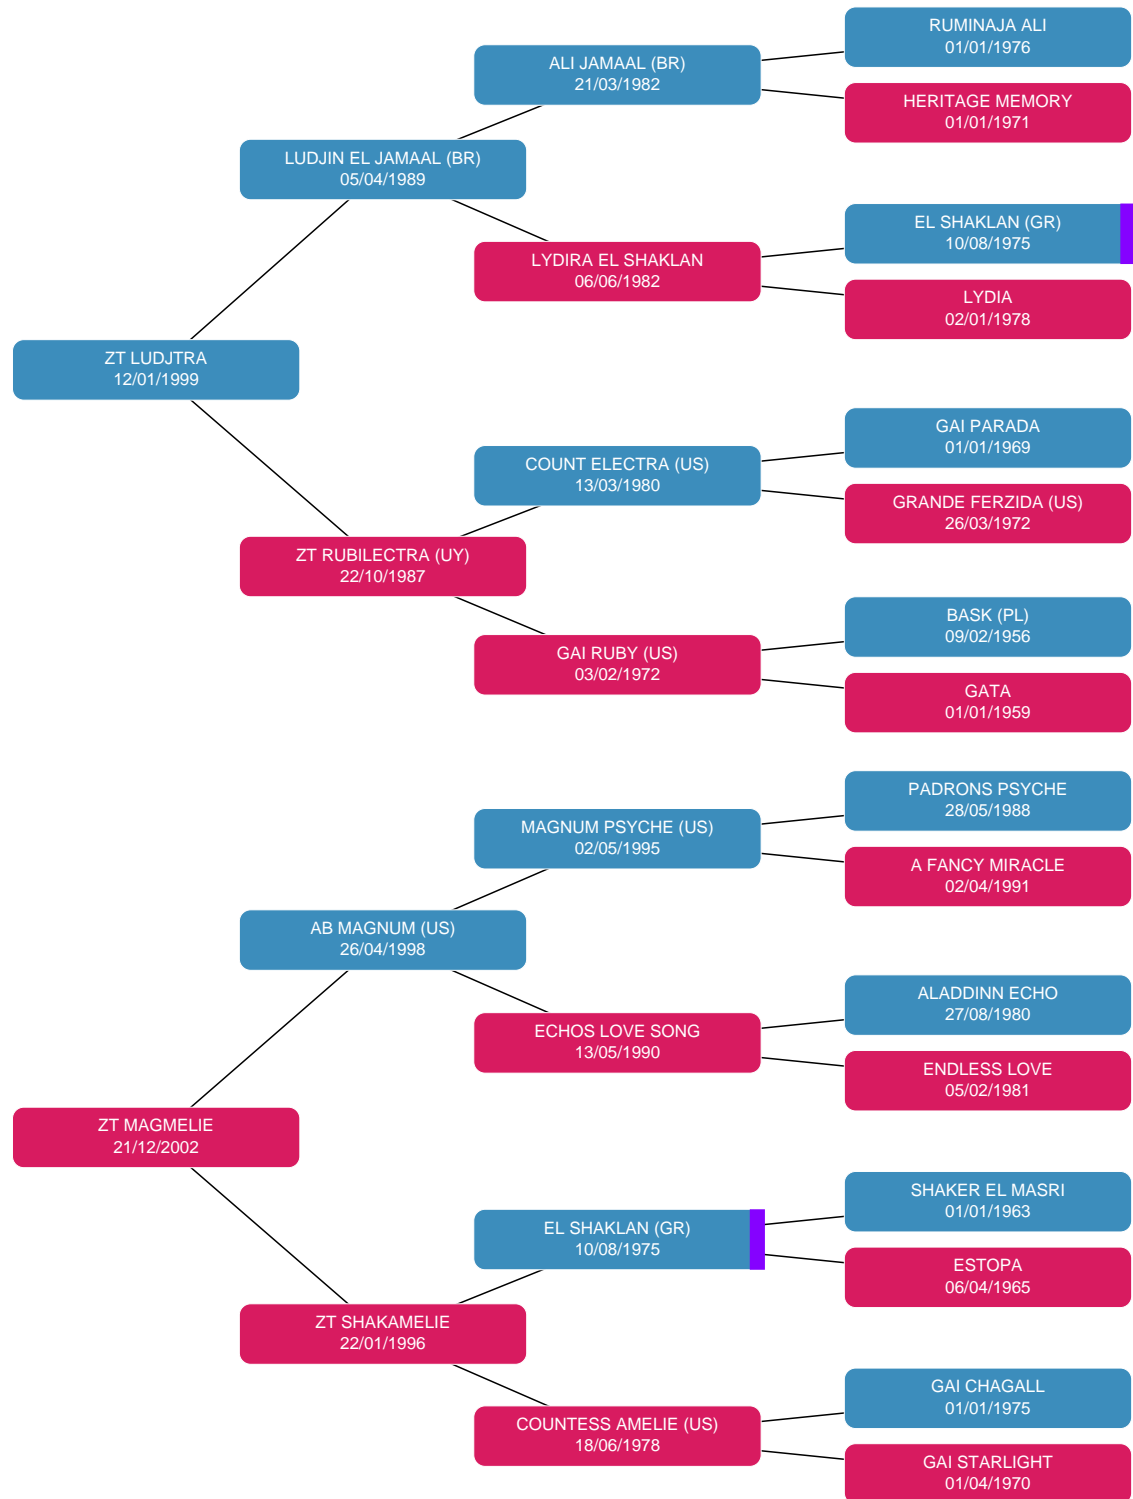 RUMINAJA ALI
01/01/1976
ALI JAMAAL (BR)
21/03/1982
HERITAGE MEMORY
01/01/1971
LUDJIN EL JAMAAL (BR)
05/04/1989
EL SHAKLAN (GR)
10/08/1975
LYDIRA EL SHAKLAN
06/06/1982
LYDIA
02/01/1978
ZT LUDJTRA
12/01/1999
GAI PARADA
01/01/1969
COUNT ELECTRA (US)
13/03/1980
GRANDE FERZIDA (US)
26/03/1972
ZT RUBILECTRA (UY)
22/10/1987
BASK (PL)
09/02/1956
GAI RUBY (US)
03/02/1972
GATA
01/01/1959
PADRONS PSYCHE
28/05/1988
MAGNUM PSYCHE (US)
02/05/1995
A FANCY MIRACLE
02/04/1991
AB MAGNUM (US)
26/04/1998
ALADDINN ECHO
27/08/1980
ECHOS LOVE SONG
13/05/1990
ENDLESS LOVE
05/02/1981
ZT MAGMELIE
21/12/2002
SHAKER EL MASRI
01/01/1963
EL SHAKLAN (GR)
10/08/1975
ESTOPA
06/04/1965
ZT SHAKAMELIE
22/01/1996
GAI CHAGALL
01/01/1975
COUNTESS AMELIE (US)
18/06/1978
GAI STARLIGHT
01/04/1970